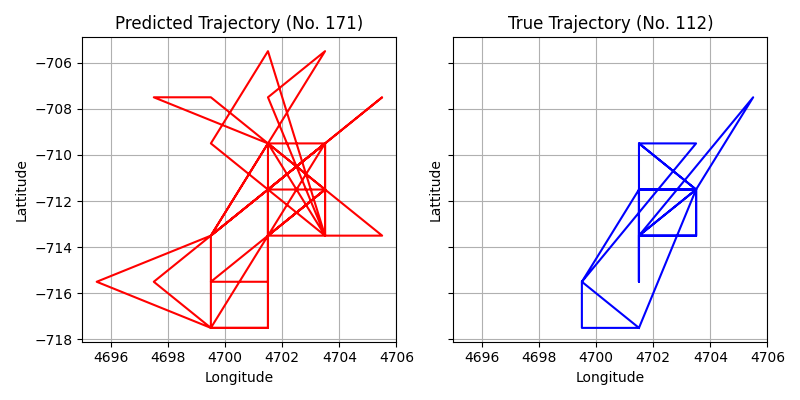 Predicted Trajectory (No. 171)
True Trajectory (No. 112)
−706
−708
−710
−712
−714
−716
−718
Lattitude
Lattitude
4696 4698 4700 4702 4704 4706
4696 4698 4700 4702 4704 4706
Longitude
Longitude